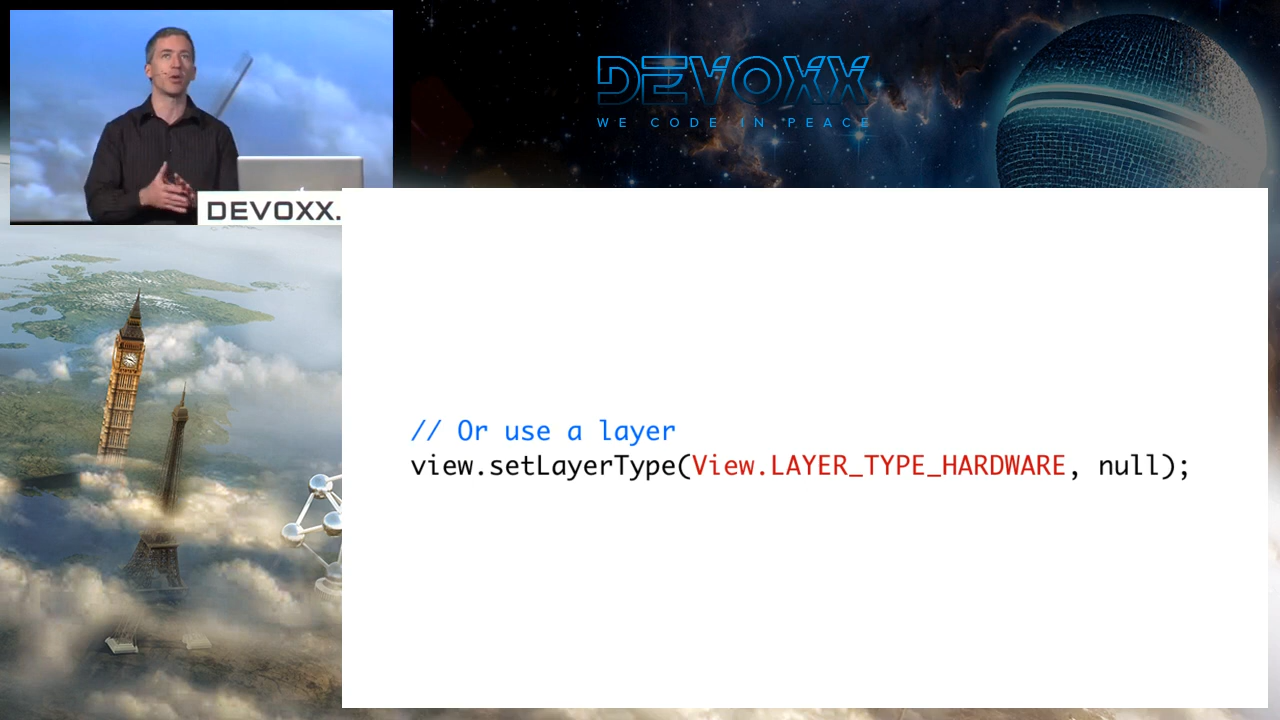 DEVOXX
WE CODE IN PEACE
DEVOXX.
// Or use a layer
view.setLayerType(View.LAYER_TYPE_HARDWARE, null);